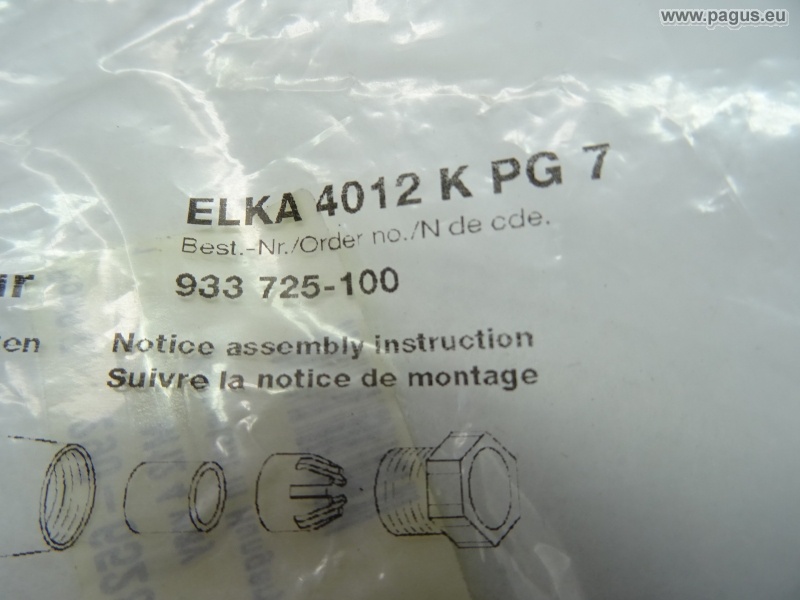 www.pagus.eu
ELKA 4012 K PG 7
Best.-Nr./Order no./N de cde.
933 725-100
Notice assembly instruction
Suivre la notice de montage